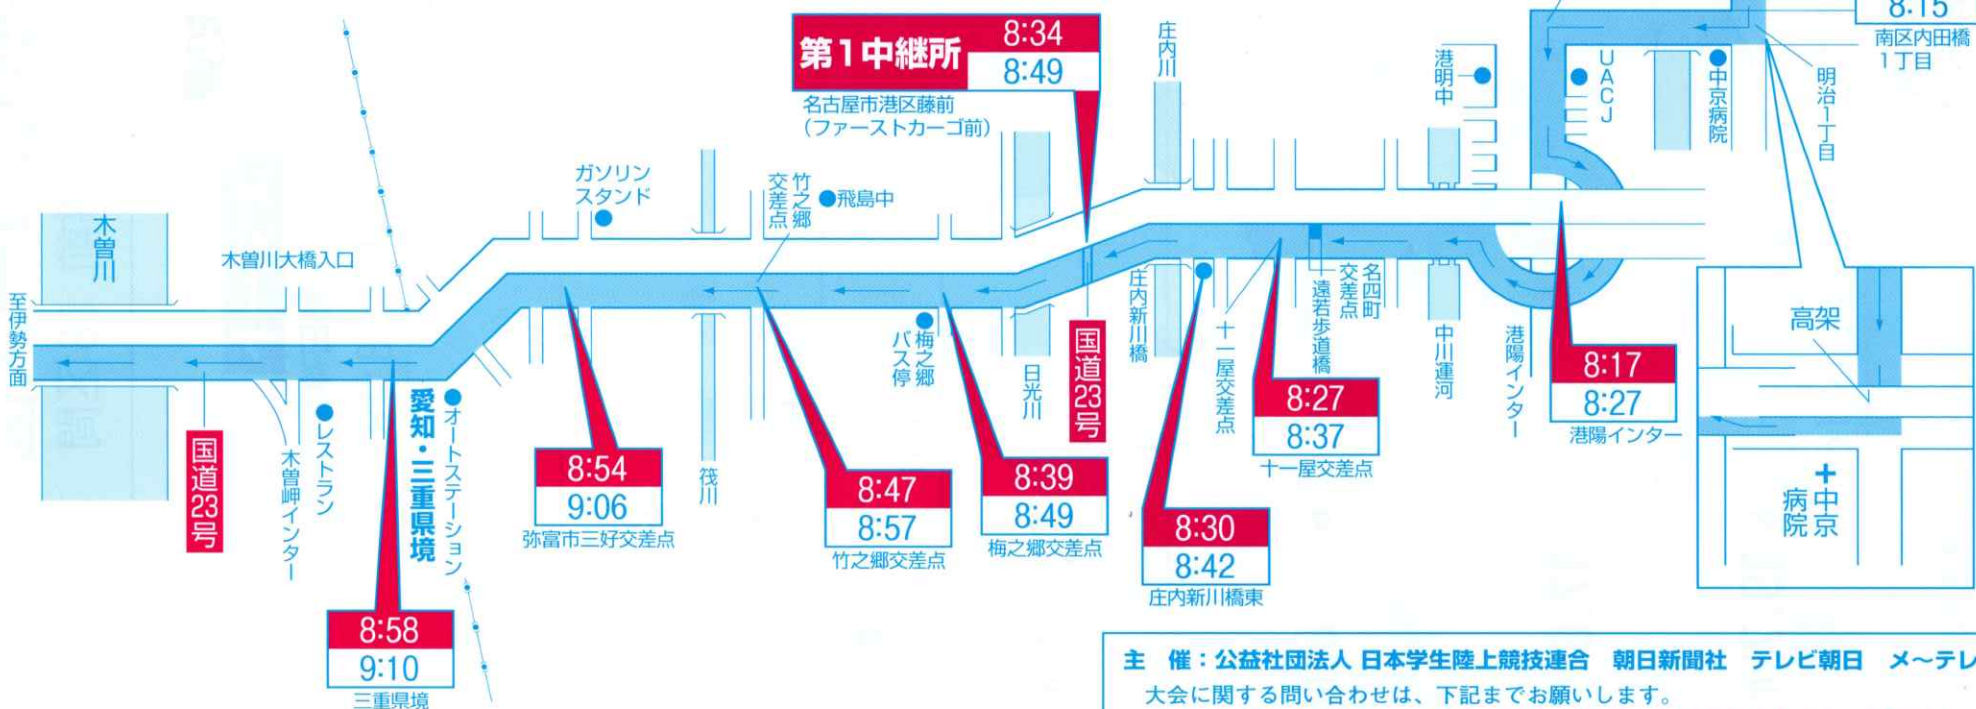 8:15
南区内田橋
1丁目
第1中継所
8:34
8:49
名古屋市港区藤前
(ファーストカーゴ前)
庄内川
港明中
UACJ
中京病院
明治1丁目
ガソリン
スタンド
竹之郷
交差点
飛島中
木曽川
木曽川大橋入口
至伊勢方面
国道23号
レストラン
木曽岬インター
愛知・三重県境
オートステーション
8:58
9:10
三重県境
8:54
9:06
弥富市三好交差点
筏川
8:47
8:57
竹之郷交差点
梅之郷
バス停
8:39
8:49
梅之郷交差点
日光川
国道23号
庄内新川橋
8:30
8:42
庄内新川橋東
十一屋交差点
8:27
8:37
十一屋交差点
遠若歩道橋
名四町
交差点
中川運河
港陽インター
8:17
8:27
港陽インター
高架
中京
病院
主 催:公益社団法人 日本学生陸上競技連合 朝日新聞社 テレビ朝日 メ~テレ
大会に関する問い合わせは、下記までお願いします。